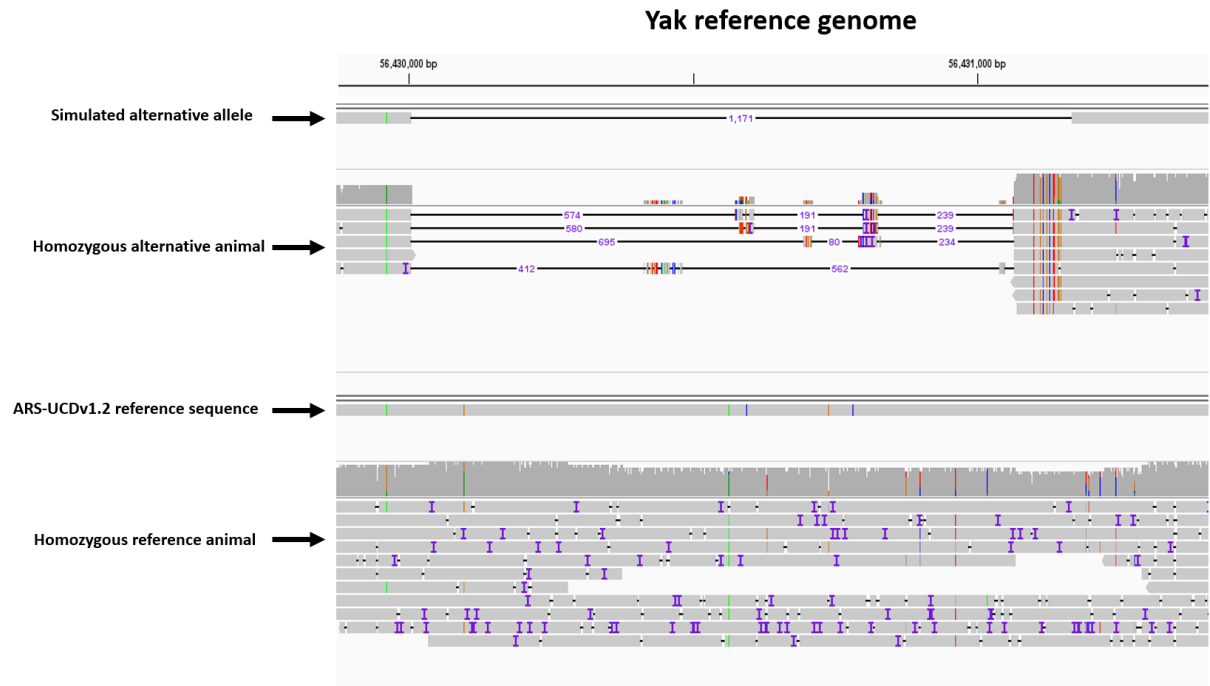 Yak reference genome
56,430,000 bp
56,431,000 bp
Simulated alternative allele
1,171
574
191
239
Homozygous alternative animal
580
191
239
695
80
234
412
562
ARS-UCDv1.2 reference sequence
Homozygous reference animal